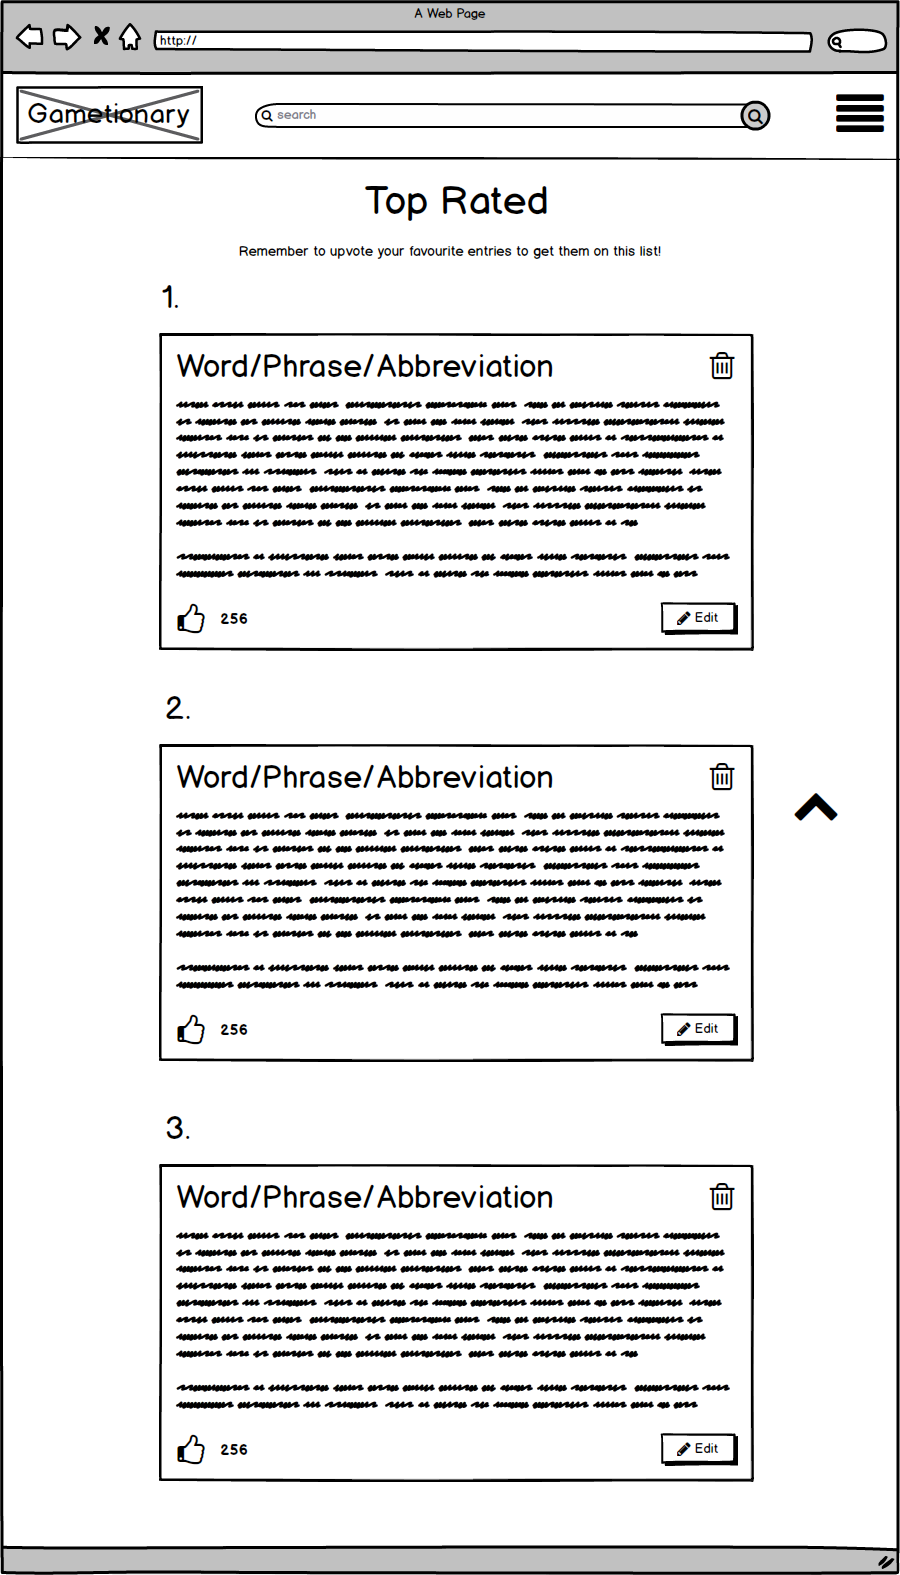 A Web Page
http://
Gametionary
search
Top Rated
Remember to upvote your favourite entries to get them on this list!
1.
Word/Phrase/Abbreviation
256
Edit
2.
Word/Phrase/Abbreviation
256
Edit
3.
Word/Phrase/Abbreviation
256
Edit